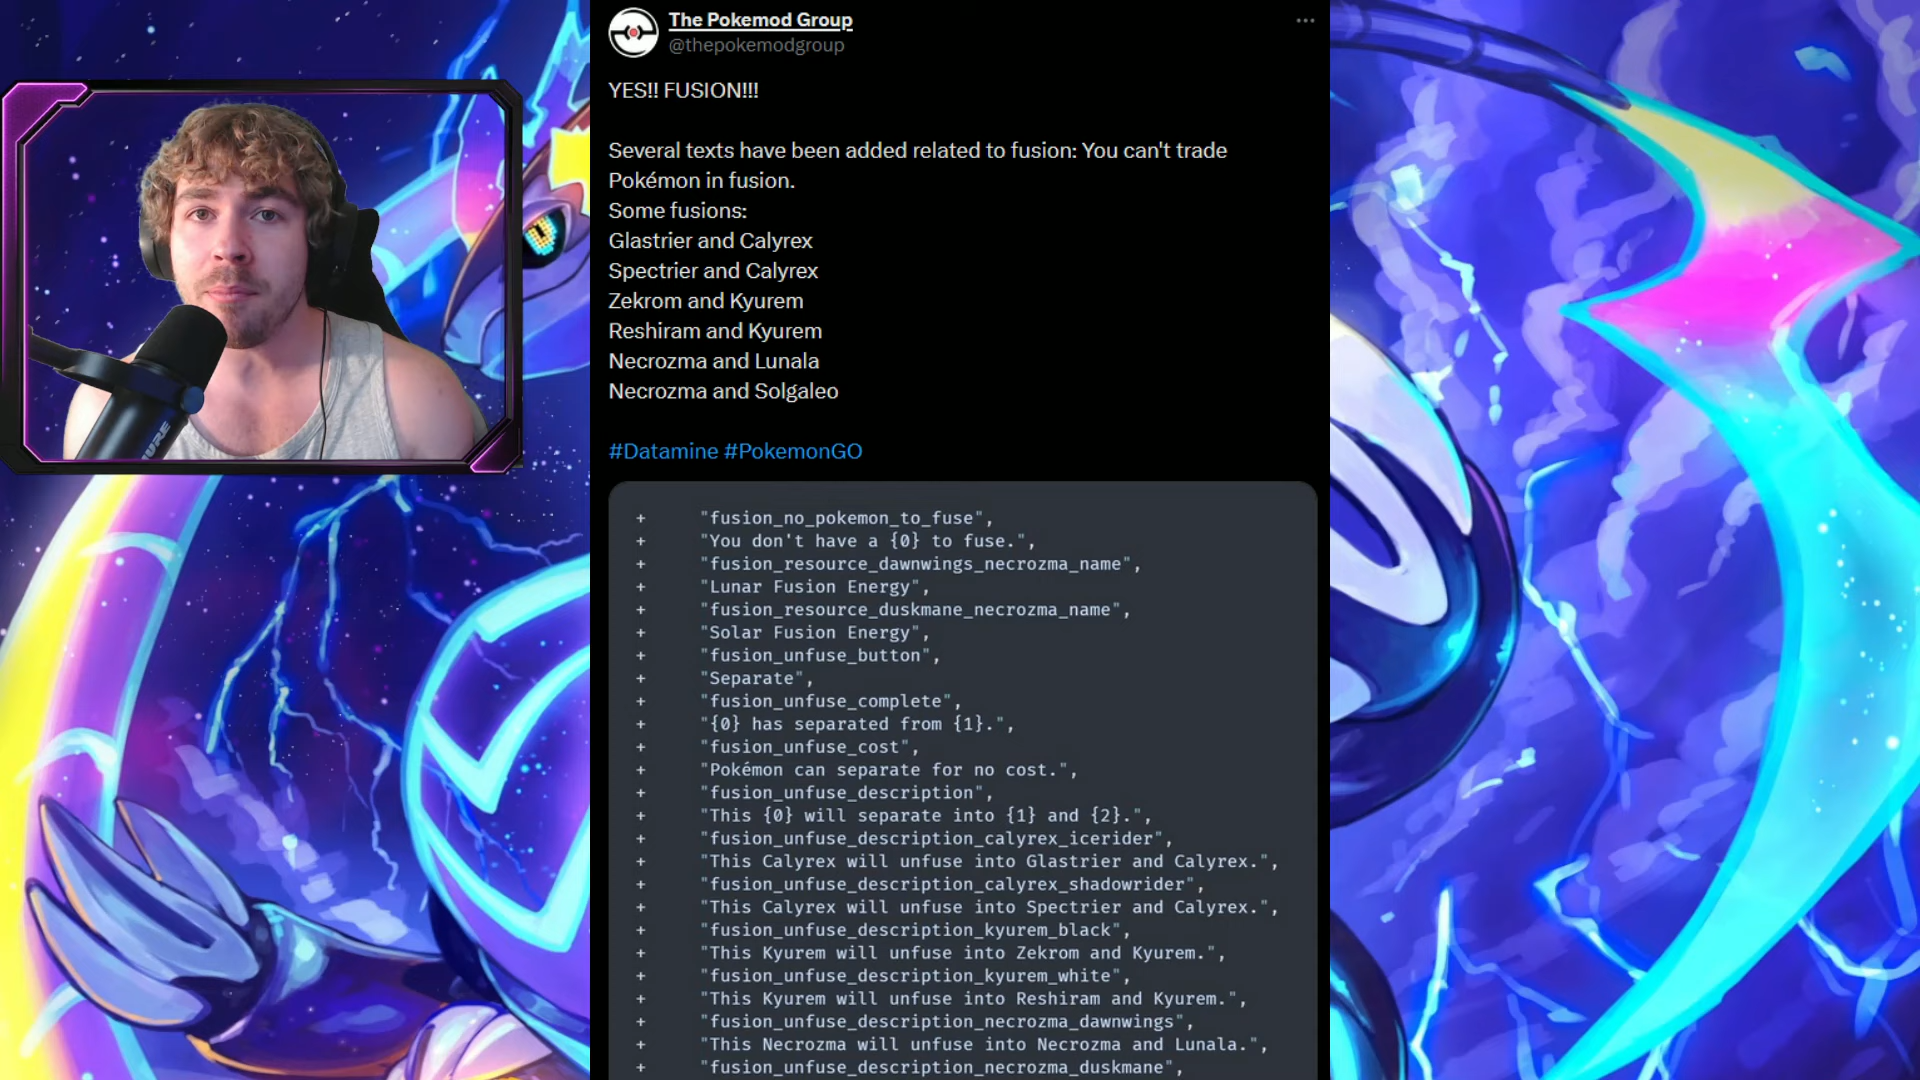 The Pokemod Group
@thepokemodgroup
YES!! FUSION!!!
Several texts have been added related to fusion: You can't trade
Pokémon in fusion.
Some fusions:
Glastrier and Calyrex
Spectrier and Calyrex
Zekrom and Kyurem
Reshiram and Kyurem
Necrozma and Lunala
Necrozma and Solgaleo
#Datamine #PokemonGO
+ "fusion_no_pokemon_to_fuse",
+ "You don't have a {0} to fuse.",
+ "fusion_resource_dawnwings_necrozma_name",
+ "Lunar Fusion Energy",
+ "fusion_resource_duskmane_necrozma_name",
+ "Solar Fusion Energy",
+ "fusion_unfuse_button",
+ "Separate",
+ "fusion_unfuse_complete",
+ "{0} has separated from {1}.",
+ "fusion_unfuse_cost",
+ "Pokémon can separate for no cost.",
+ "fusion_unfuse_description",
+ "This {0} will separate into {1} and {2}.",
+ "fusion_unfuse_description_calyrex_icerider",
+ "This Calyrex will unfuse into Glastrier and Calyrex.",
+ "fusion_unfuse_description_calyrex_shadowrider",
+ "This Calyrex will unfuse into Spectrier and Calyrex.",
+ "fusion_unfuse_description_kyurem_black",
+ "This Kyurem will unfuse into Zekrom and Kyurem.",
+ "fusion_unfuse_description_kyurem_white",
+ "This Kyurem will unfuse into Reshiram and Kyurem.",
+ "fusion_unfuse_description_necrozma_dawnwings",
+ "This Necrozma will unfuse into Necrozma and Lunala.",
+ "fusion_unfuse_description_necrozma_duskmane",